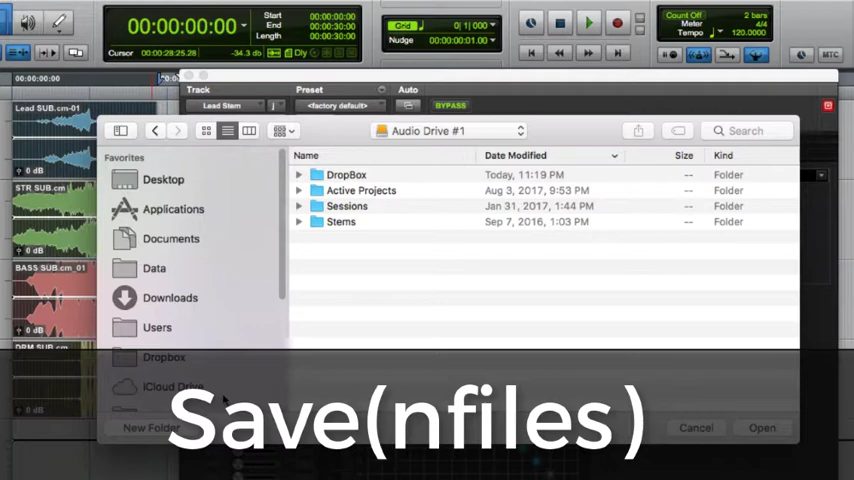 00:00:00:00
Start 00:00:00:00
End 00:00:30:00
Length 00:00:30:00
Cursor 00:00:28:25.28 -34.3 db Dly
Grid 0| 1| 000
Nudge 00:00:00:01.00
Count Off 2 bars
Meter 4/4
Tempo 120.0000
MTC
00:00:00:00
Track Preset Auto
Lead Stem j <factory default> BYPASS
Lead SUB.cm-01
STR SUB.cm-01
0 dB
BASS SUB.cm_01
0 dB
DRM SUB.cm
0 dB
Audio Drive #1
Search
Favorites
Desktop
Applications
Documents
Data
Downloads
Users
Dropbox
iCloud Drive
Name Date Modified Size Kind
DropBox Today, 11:19 PM -- Folder
Active Projects Aug 3, 2017, 9:53 PM -- Folder
Sessions Jan 31, 2017, 1:44 PM -- Folder
Stems Sep 7, 2016, 1:03 PM -- Folder
New Folder Cancel Open
Save(nfiles)